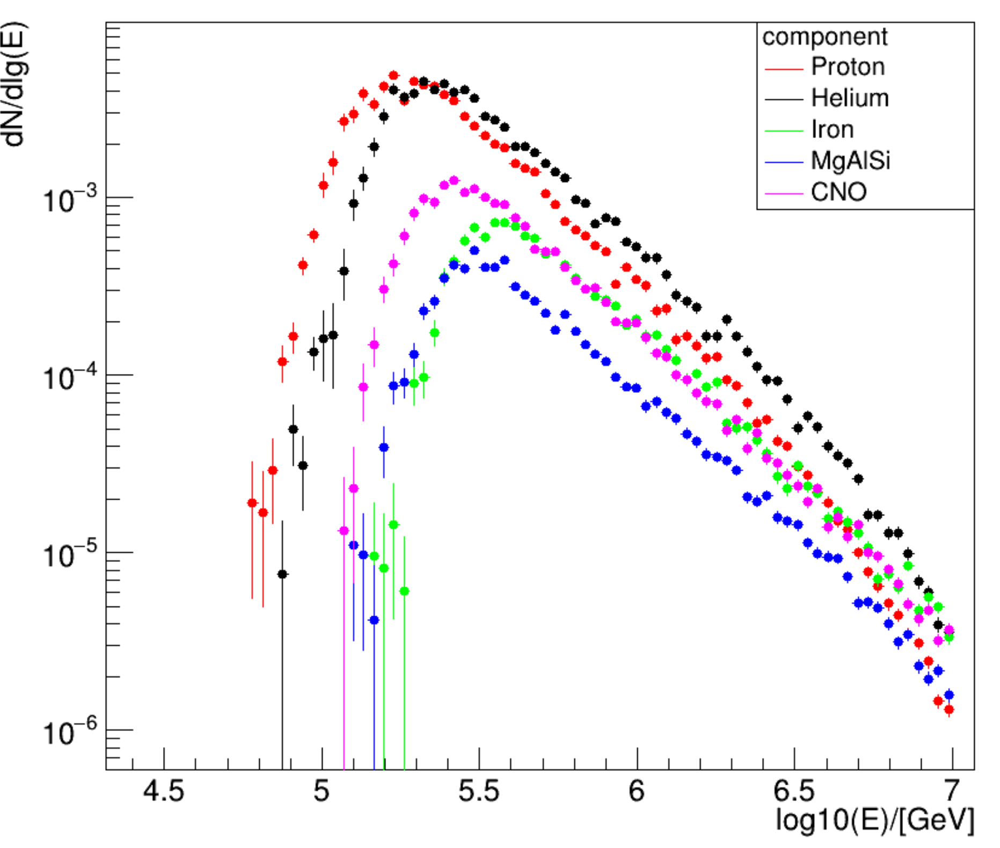 dN/dlg(E)
component
Proton
Helium
Iron
MgAlSi
CNO
10⁻³
10⁻⁴
10⁻⁵
10⁻⁶
4.5 5 5.5 6 6.5 7
log10(E)/[GeV]